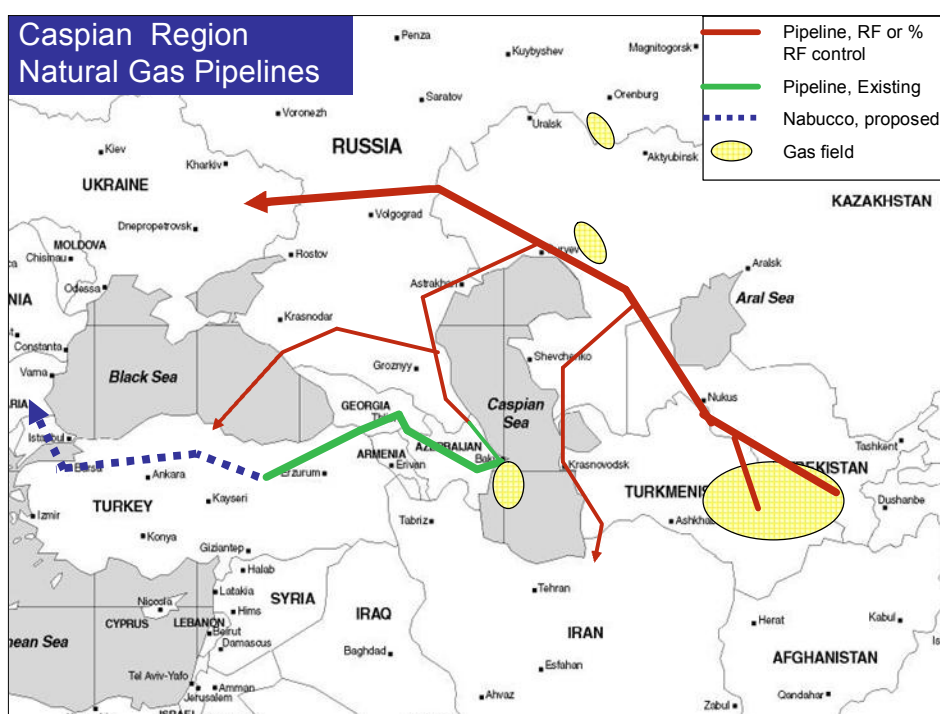 Caspian Region
Natural Gas Pipelines
Pipeline, RF or %
RF control
Pipeline, Existing
Nabucco, proposed
Gas field
Penza
Kuybyshev
Magnitogorsk
Saratov
Orenburg
Voronezh
Uralsk
Aktyubinsk
RUSSIA
Kiev
Kharkiv
UKRAINE
KAZAKHSTAN
Dnepropetrovsk
Volgograd
MOLDOVA
Chisinau
Rostov
Aralsk
Odessa
Astrakhan
Aral Sea
Krasnodar
Constanta
Varna
Groznyy
Shevchenko
Black Sea
Nukus
GEORGIA
Caspian
Sea
Istanbul
AZERBAIJAN
Tashkent
Bursa
Ankara
Erzurum
ARMENIA
Erivan
Krasnovodsk
Dushanbe
Kayseri
TURKEY
TURKMENIS
Izmir
Tabriz
Konya
Giziantep
Halab
Tehran
Latakia
SYRIA
Nicosia
Hims
IRAQ
Herat
Kabul
CYPRUS
LEBANON
Beirut
IRAN
Damascus
Baghdad
nean Sea
Esfahan
AFGHANISTAN
Tel Aviv-Yafo
Amman
Jerusalem
Ahvaz
Zabul
Qandahar